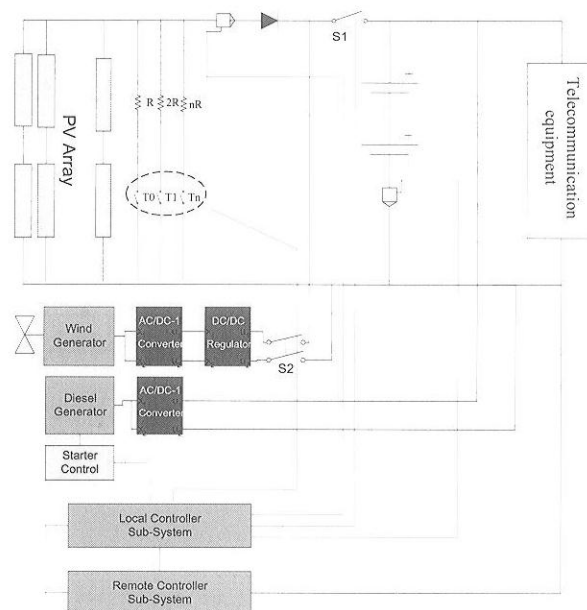 S1
R
2R
nR
PV Array
Telecommunication
equipment
T0
T1
Tn
Wind
Generator
AC/DC-1
Converter
DC/DC
Regulator
S2
Diesel
Generator
AC/DC-1
Converter
Starter
Control
Local Controller
Sub-System
Remote Controller
Sub-System